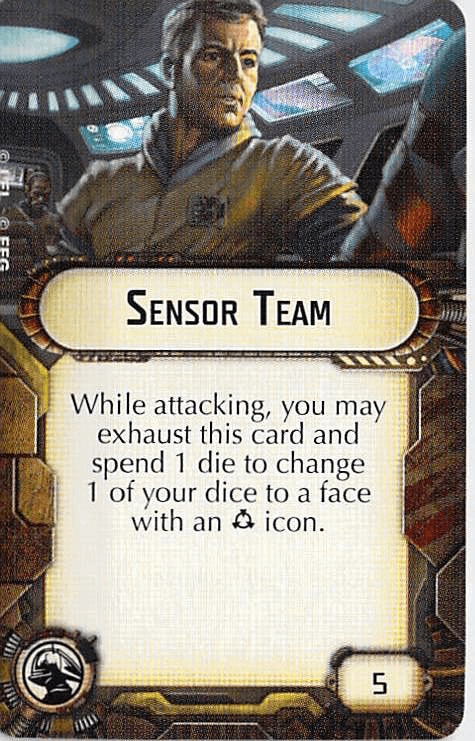 © LFL © FFG
SENSOR TEAM
While attacking, you may
exhaust this card and
spend 1 die to change
1 of your dice to a face
with an icon.
5